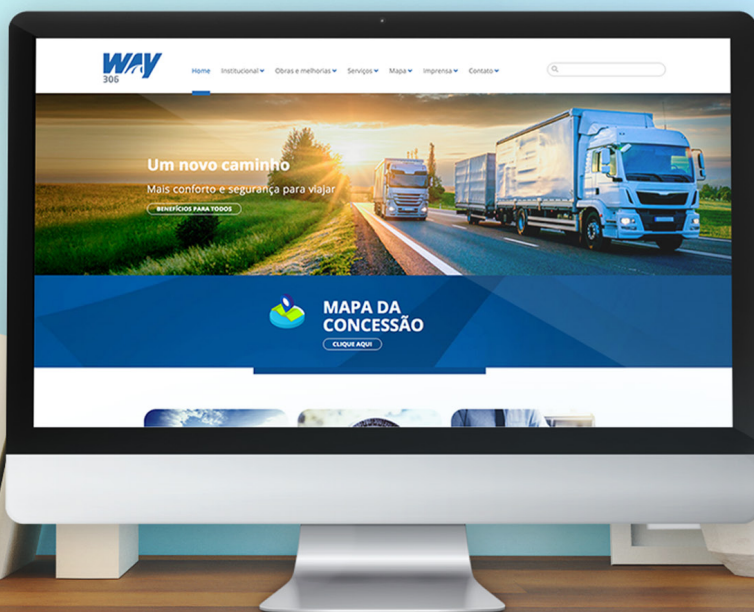 WAY
306
Home Institucional Obras e melhorias Serviços Mapa Imprensa Contato
Um novo caminho
Mais conforto e segurança para viajar
BENEFÍCIOS PARA TODOS
MAPA DA
CONCESSÃO
CLIQUE AQUI